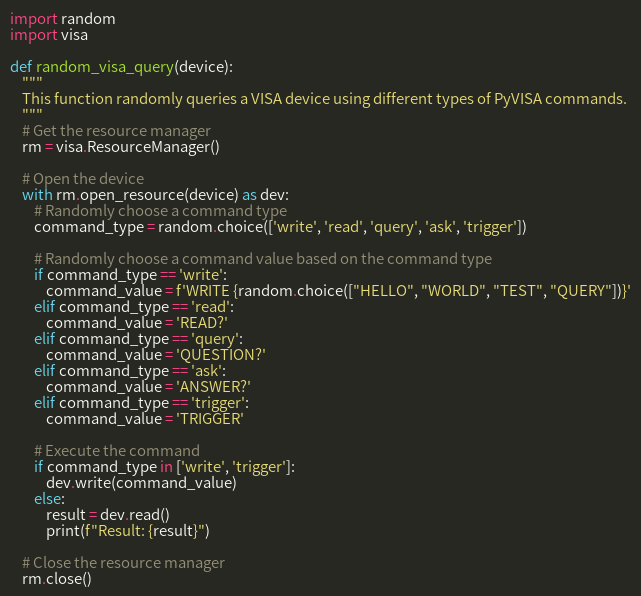 import random
import visa

def random_visa_query(device):
    """
    This function randomly queries a VISA device using different types of PyVISA commands.
    """
    # Get the resource manager
    rm = visa.ResourceManager()

    # Open the device
    with rm.open_resource(device) as dev:
        # Randomly choose a command type
        command_type = random.choice(['write', 'read', 'query', 'ask', 'trigger'])

        # Randomly choose a command value based on the command type
        if command_type == 'write':
            command_value = f'WRITE {random.choice(["HELLO", "WORLD", "TEST", "QUERY"])}'
        elif command_type == 'read':
            command_value = 'READ?'
        elif command_type == 'query':
            command_value = 'QUESTION?'
        elif command_type == 'ask':
            command_value = 'ANSWER?'
        elif command_type == 'trigger':
            command_value = 'TRIGGER'

        # Execute the command
        if command_type in ['write', 'trigger']:
            dev.write(command_value)
        else:
            result = dev.read()
            print(f"Result: {result}")

    # Close the resource manager
    rm.close()